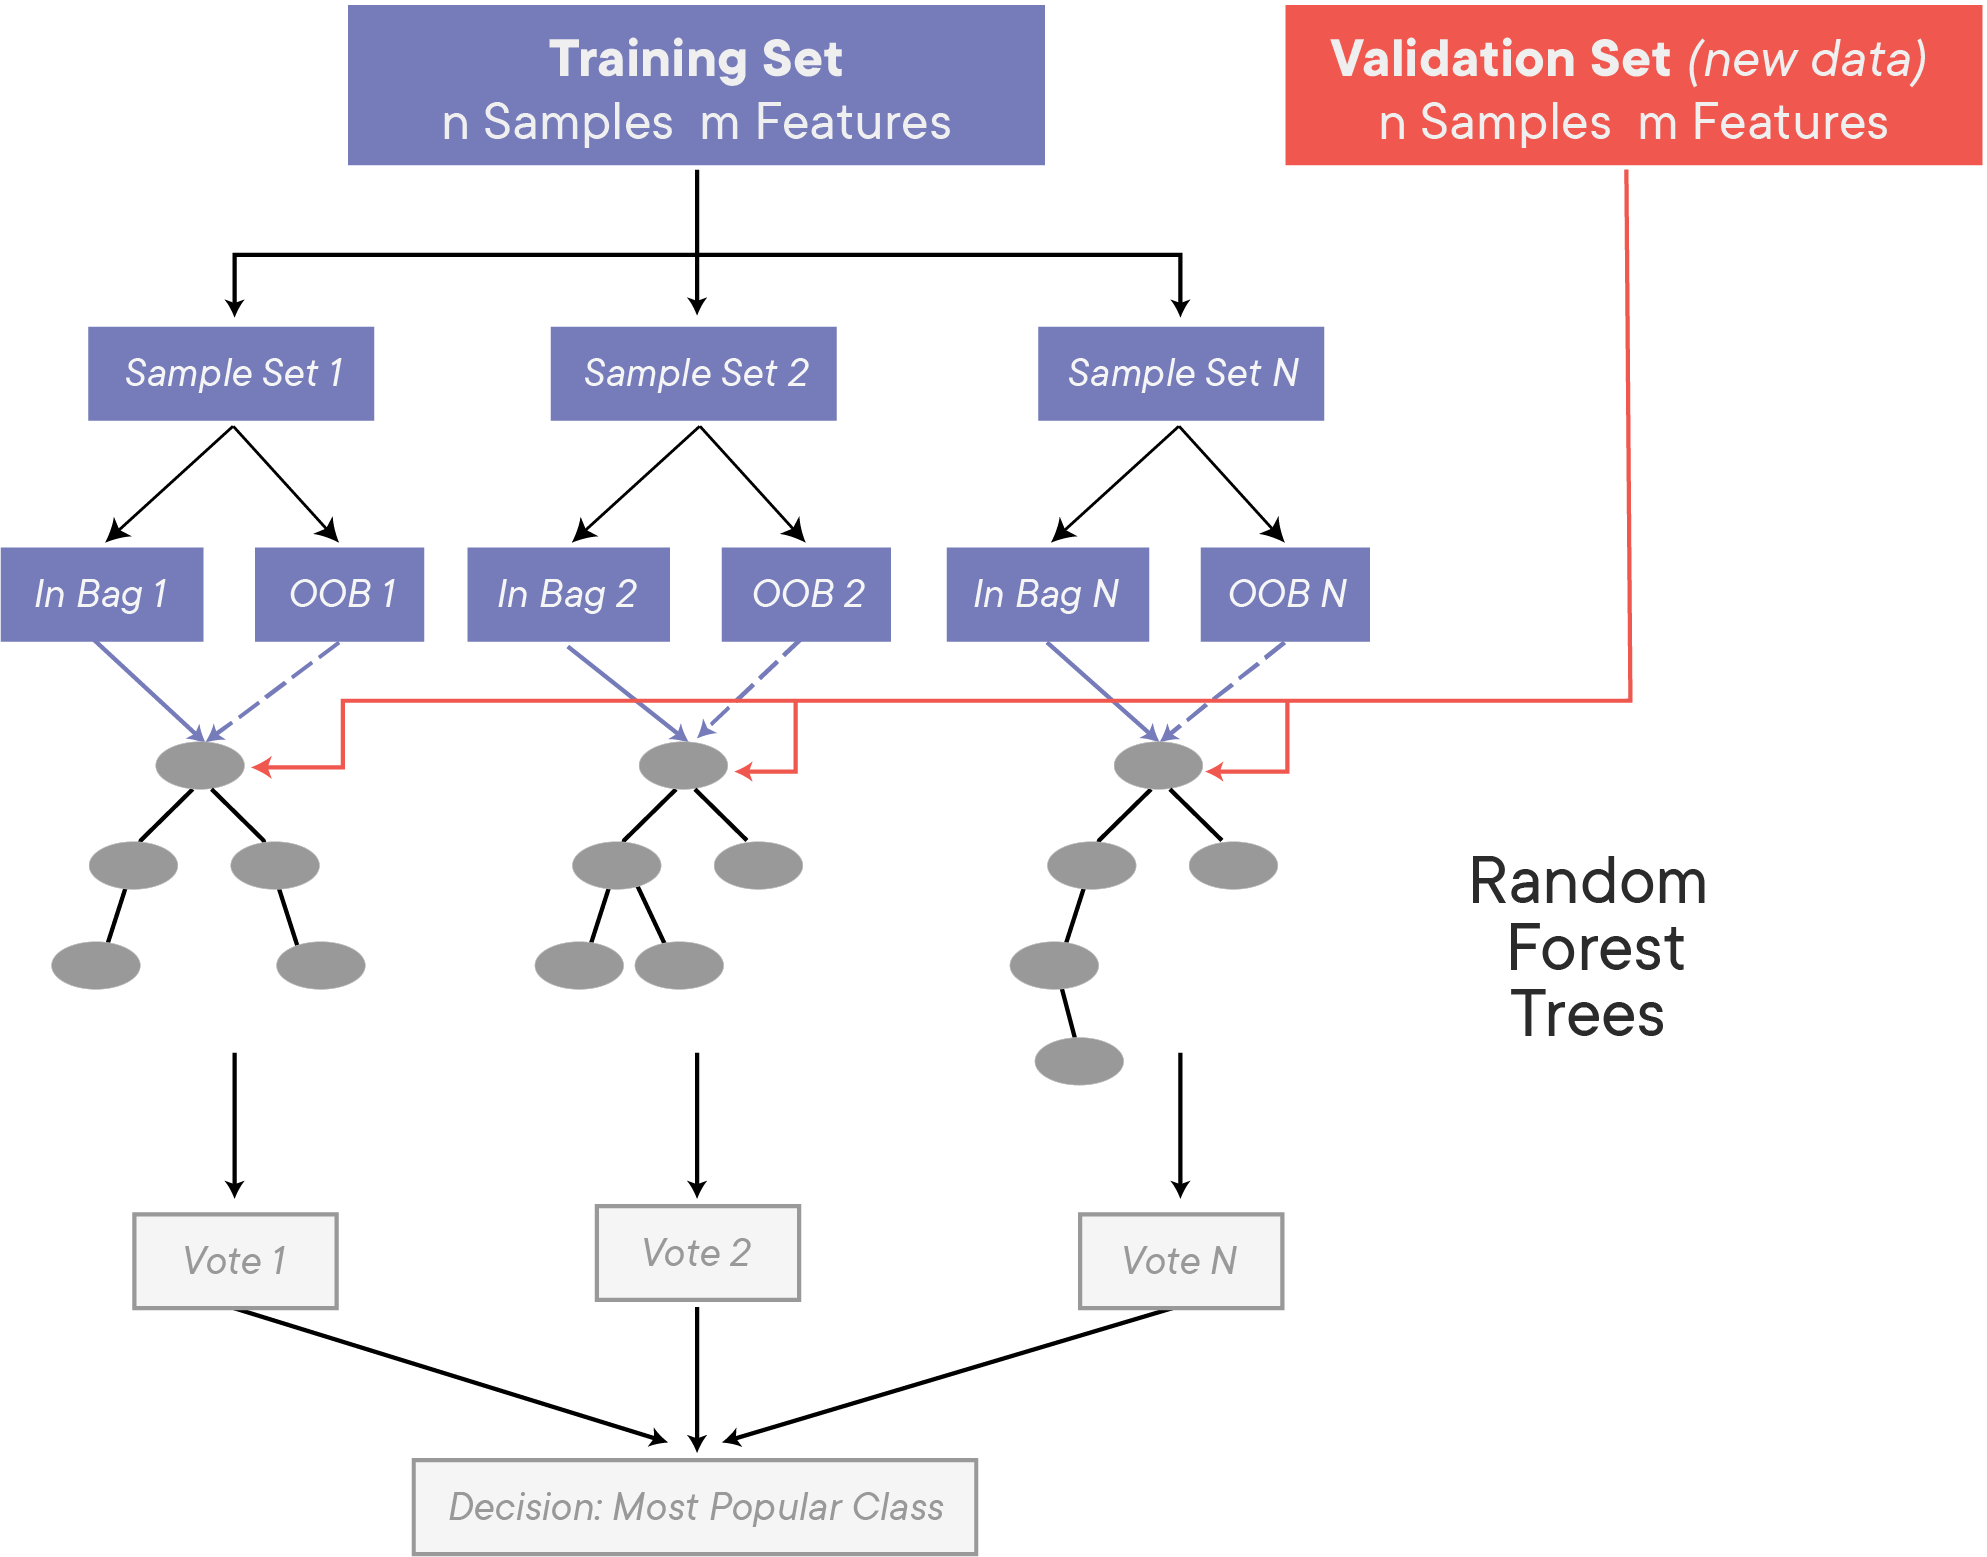 Training Set
n Samples  m Features
Validation Set (new data)
n Samples  m Features
Sample Set 1
Sample Set 2
Sample Set N
In Bag 1
OOB 1
In Bag 2
OOB 2
In Bag N
OOB N
Random
Forest
Trees
Vote 1
Vote 2
Vote N
Decision: Most Popular Class